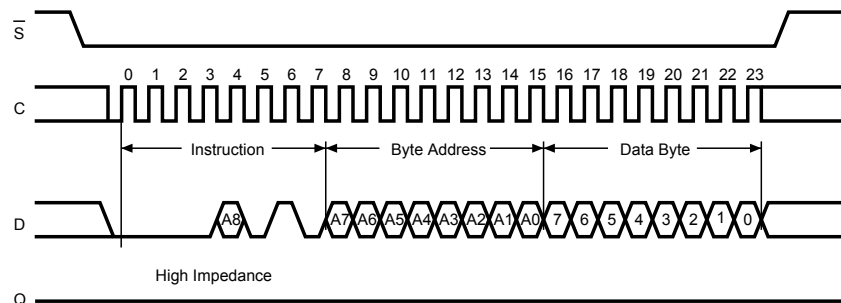 S
0 1 2 3 4 5 6 7 8 9 10 11 12 13 14 15 16 17 18 19 20 21 22 23
C
Instruction Byte Address Data Byte
D A8 A7 A6 A5 A4 A3 A2 A1 A0 7 6 5 4 3 2 1 0
High Impedance
Q